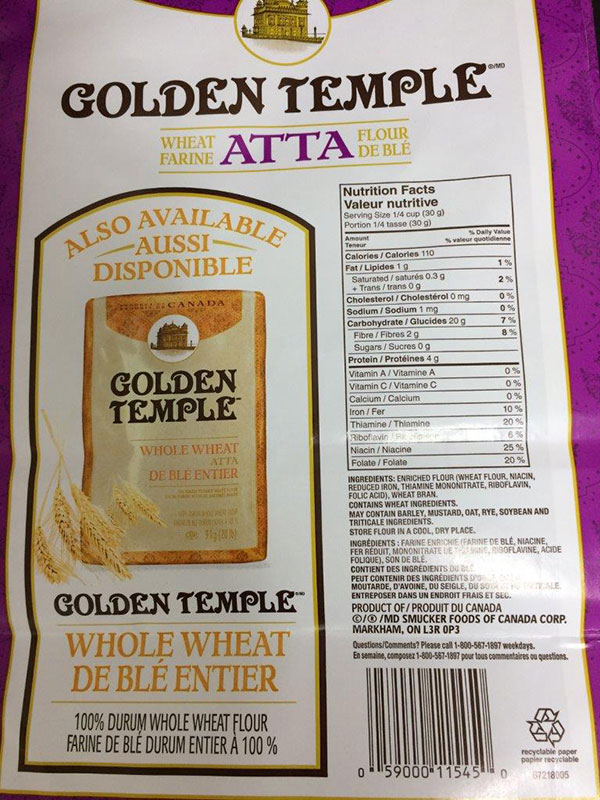 GOLDEN TEMPLE ®/MD
WHEAT ATTA FLOUR
FARINE DE BLÉ
ALSO AVAILABLE
AUSSI
DISPONIBLE
CANADA
GOLDEN
TEMPLE
WHOLE WHEAT
ATTA
DE BLÉ ENTIER
9 kg (20 lb)
GOLDEN TEMPLE ®/MD
WHOLE WHEAT
DE BLÉ ENTIER
100% DURUM WHOLE WHEAT FLOUR
FARINE DE BLÉ DURUM ENTIER À 100 %
Nutrition Facts
Valeur nutritive
Serving Size 1/4 cup (30 g)
Portion 1/4 tasse (30 g)
Amount % Daily Value
Teneur % valeur quotidienne
Calories / Calories 110
Fat / Lipides 1 g 1 %
Saturated / saturés 0.3 g 2 %
+ Trans / trans 0 g
Cholesterol / Cholestérol 0 mg 0 %
Sodium / Sodium 1 mg 0 %
Carbohydrate / Glucides 20 g 7 %
Fibre / Fibres 2 g 8 %
Sugars / Sucres 0 g
Protein / Protéines 4 g
Vitamin A / Vitamine A 0 %
Vitamin C / Vitamine C 0 %
Calcium / Calcium 0 %
Iron / Fer 10 %
Thiamine / Thiamine 20 %
Riboflavin 6 %
Niacin / Niacine 25 %
Folate / Folate 20 %
INGREDIENTS: ENRICHED FLOUR (WHEAT FLOUR, NIACIN,
REDUCED IRON, THIAMINE MONONITRATE, RIBOFLAVIN,
FOLIC ACID), WHEAT BRAN.
CONTAINS WHEAT INGREDIENTS.
MAY CONTAIN BARLEY, MUSTARD, OAT, RYE, SOYBEAN AND
TRITICALE INGREDIENTS.
STORE FLOUR IN A COOL, DRY PLACE.
INGRÉDIENTS : FARINE ENRICHIE (FARINE DE BLÉ, NIACINE,
FER RÉDUIT, MONONITRATE DE RIBOFLAVINE, ACIDE
FOLIQUE), SON DE BLÉ.
CONTIENT DES INGRÉDIENTS DU BLÉ.
PEUT CONTENIR DES INGRÉDIENTS
MOUTARDE, D'AVOINE, DU SEIGLE, DU
ENTREPOSER DANS UN ENDROIT FRAIS ET SEC.
PRODUCT OF / PRODUIT DU CANADA
©/®/MD SMUCKER FOODS OF CANADA CORP.
MARKHAM, ON L3R 0P3
Questions/Comments? Please call 1-800-567-1897 weekdays.
En semaine, composez 1-800-567-1897 pour tous commentaires ou questions.
0 59000 11545 0
recyclable paper
papier recyclable
67218005